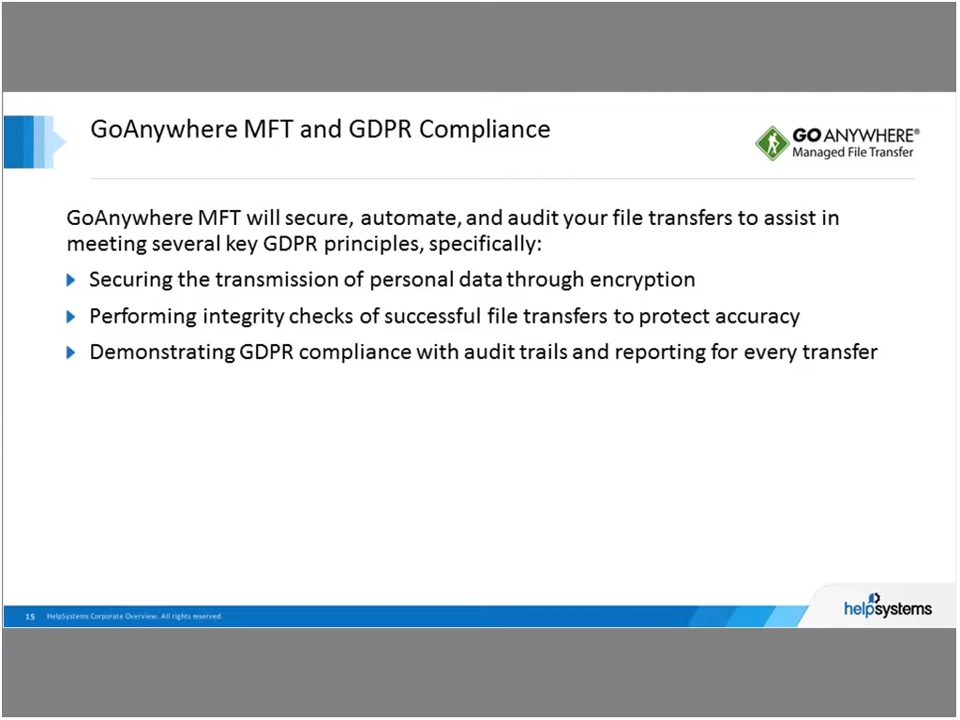 GoAnywhere MFT and GDPR Compliance
GO ANYWHERE®
Managed File Transfer
GoAnywhere MFT will secure, automate, and audit your file transfers to assist in
meeting several key GDPR principles, specifically:
Securing the transmission of personal data through encryption
Performing integrity checks of successful file transfers to protect accuracy
Demonstrating GDPR compliance with audit trails and reporting for every transfer
15 HelpSystems Corporate Overview. All rights reserved.
helpsystems